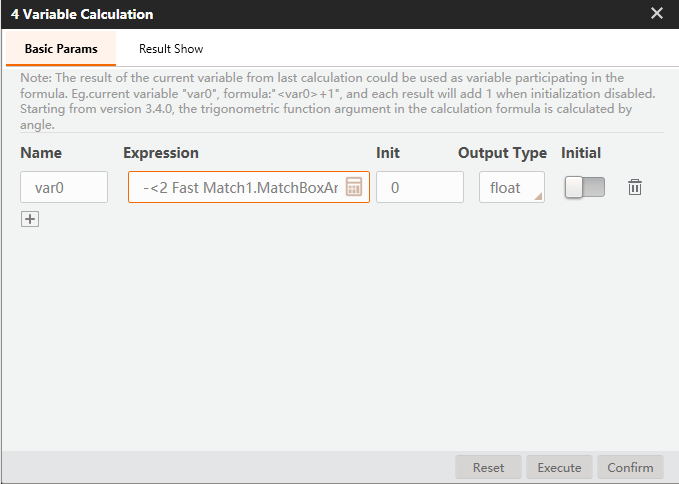 4 Variable Calculation
Basic Params Result Show
Note: The result of the current variable from last calculation could be used as variable participating in the
formula. Eg.current variable "var0", formula:"<var0>+1", and each result will add 1 when initialization disabled.
Starting from version 3.4.0, the trigonometric function argument in the calculation formula is calculated by
angle.
Name Expression Init Output Type Initial
var0 -<2 Fast Match1.MatchBoxAr 0 float
Reset Execute Confirm